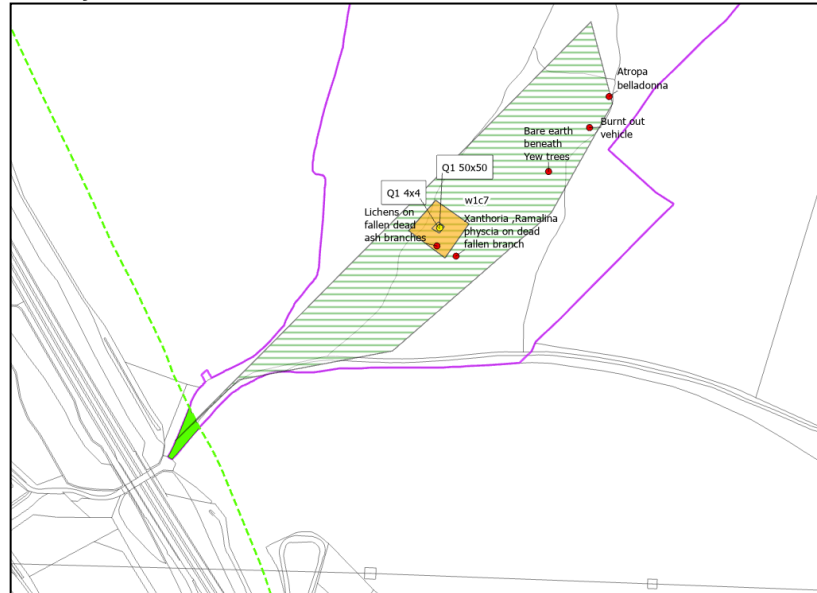 Atropa
belladonna
Burnt out
vehicle
Bare earth
beneath
Yew trees
Q1 50x50
Q1 4x4
w1c7
Lichens on
fallen dead
ash branches
Xanthoria ,Ramalina
physcia on dead
fallen branch